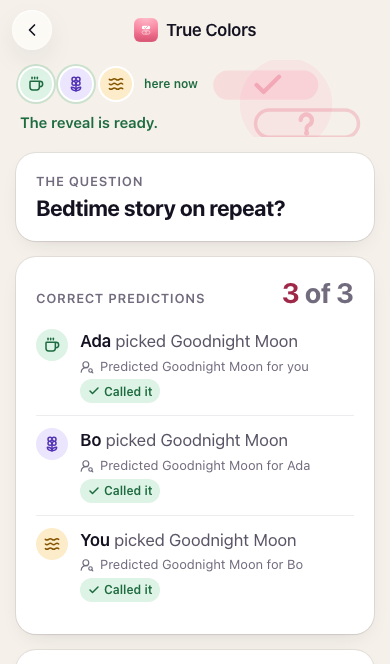 True Colors
here now
The reveal is ready.
?
THE QUESTION
Bedtime story on repeat?
CORRECT PREDICTIONS
3 of 3
Ada picked Goodnight Moon
Predicted Goodnight Moon for you
Called it
Bo picked Goodnight Moon
Predicted Goodnight Moon for Ada
Called it
You picked Goodnight Moon
Predicted Goodnight Moon for Bo
Called it